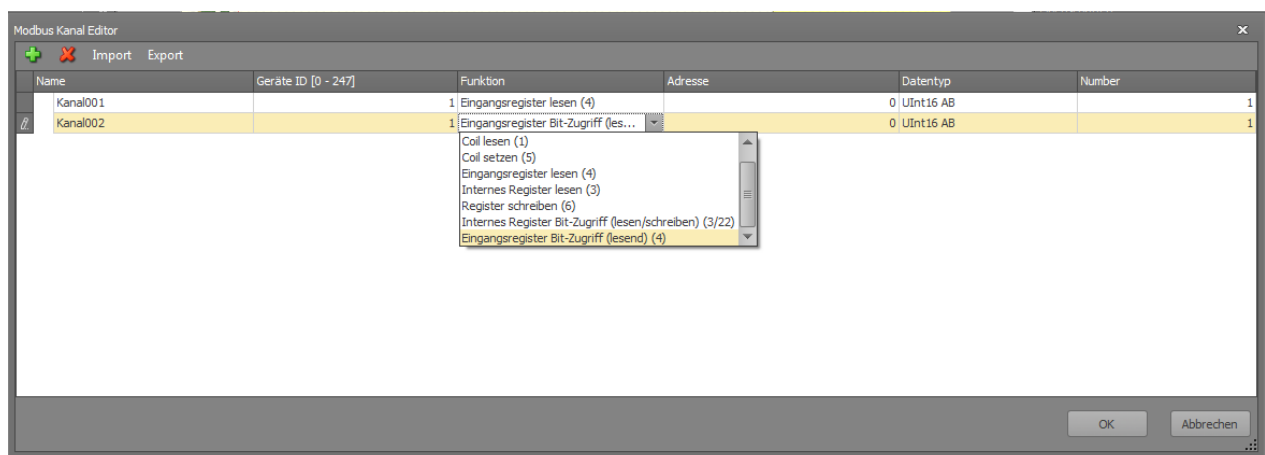 Modbus Kanal Editor
Import Export
Name Geräte ID [0 - 247] Funktion Adresse Datentyp Number
Kanal001 1 Eingangsregister lesen (4) 0 UInt16 AB 1
Kanal002 1 Eingangsregister Bit-Zugriff (les... 0 UInt16 AB 1
Coil lesen (1)
Coil setzen (5)
Eingangsregister lesen (4)
Internes Register lesen (3)
Register schreiben (6)
Internes Register Bit-Zugriff (lesen/schreiben) (3/22)
Eingangsregister Bit-Zugriff (lesend) (4)
OK Abbrechen